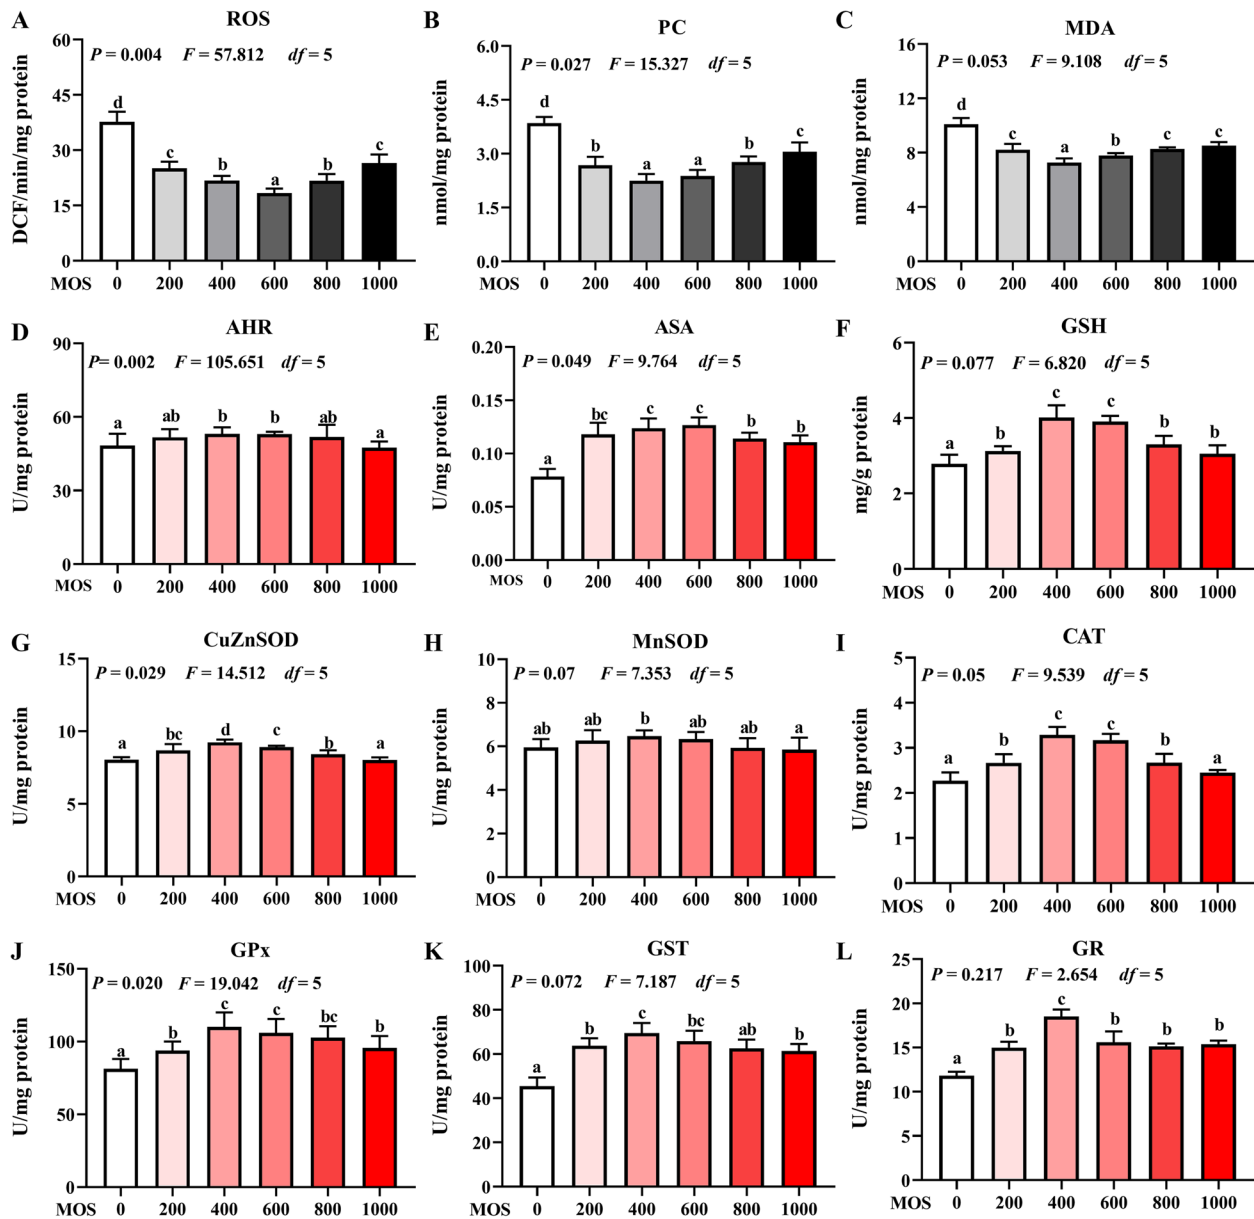 A
ROS
P = 0.004 F = 57.812 df = 5
DCF/min/mg protein
60
45
30
15
0
d c b a b c
MOS 0 200 400 600 800 1000
B
PC
P = 0.027 F = 15.327 df = 5
nmol/mg protein
6.0
4.5
3.0
1.5
0.0
d b a a b c
MOS 0 200 400 600 800 1000
C
MDA
P = 0.053 F = 9.108 df = 5
nmol/mg protein
16
12
8
4
0
d c a b c c
MOS 0 200 400 600 800 1000
D
AHR
P= 0.002 F = 105.651 df = 5
U/mg protein
90
60
30
0
a ab b b ab a
MOS 0 200 400 600 800 1000
E
ASA
P = 0.049 F = 9.764 df = 5
U/mg protein
0.20
0.15
0.10
0.05
0.00
a bc c c b b
MOS 0 200 400 600 800 1000
F
GSH
P = 0.077 F = 6.820 df = 5
mg/g protein
6
4
2
0
a b c c b b
MOS 0 200 400 600 800 1000
G
CuZnSOD
P = 0.029 F = 14.512 df = 5
U/mg protein
15
10
5
0
a bc d c b a
MOS 0 200 400 600 800 1000
H
MnSOD
P = 0.07 F = 7.353 df = 5
U/mg protein
10
8
6
4
2
0
ab ab b ab ab a
MOS 0 200 400 600 800 1000
I
CAT
P = 0.05 F = 9.539 df = 5
U/mg protein
5
4
3
2
1
0
a b c c b a
MOS 0 200 400 600 800 1000
J
GPx
P = 0.020 F = 19.042 df = 5
U/mg protein
150
100
50
0
a b c c bc b
MOS 0 200 400 600 800 1000
K
GST
P = 0.072 F = 7.187 df = 5
U/mg protein
100
80
60
40
20
0
a b c bc ab b
MOS 0 200 400 600 800 1000
L
GR
P = 0.217 F = 2.654 df = 5
U/mg protein
25
20
15
10
5
0
a b c b b b
MOS 0 200 400 600 800 1000